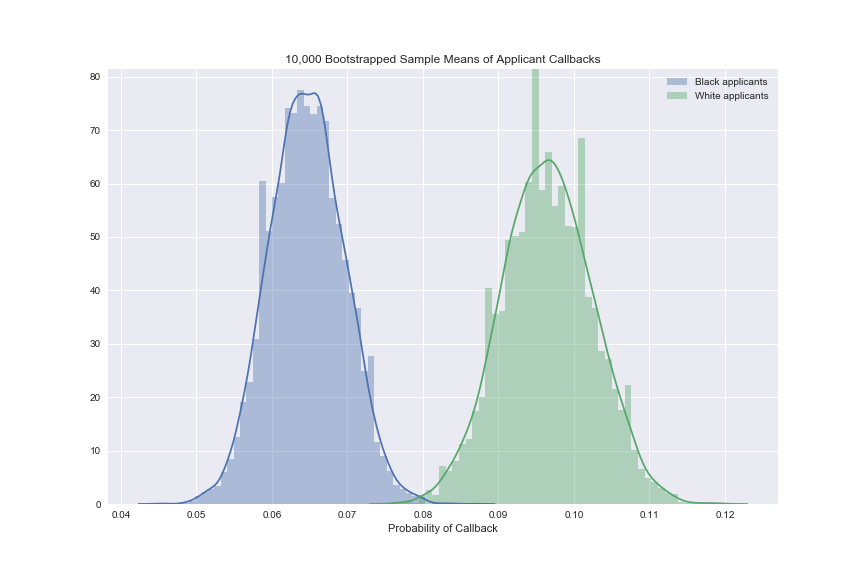 10,000 Bootstrapped Sample Means of Applicant Callbacks
Black applicants
White applicants
80
70
60
50
40
30
20
10
0
0.04 0.05 0.06 0.07 0.08 0.09 0.10 0.11 0.12
Probability of Callback